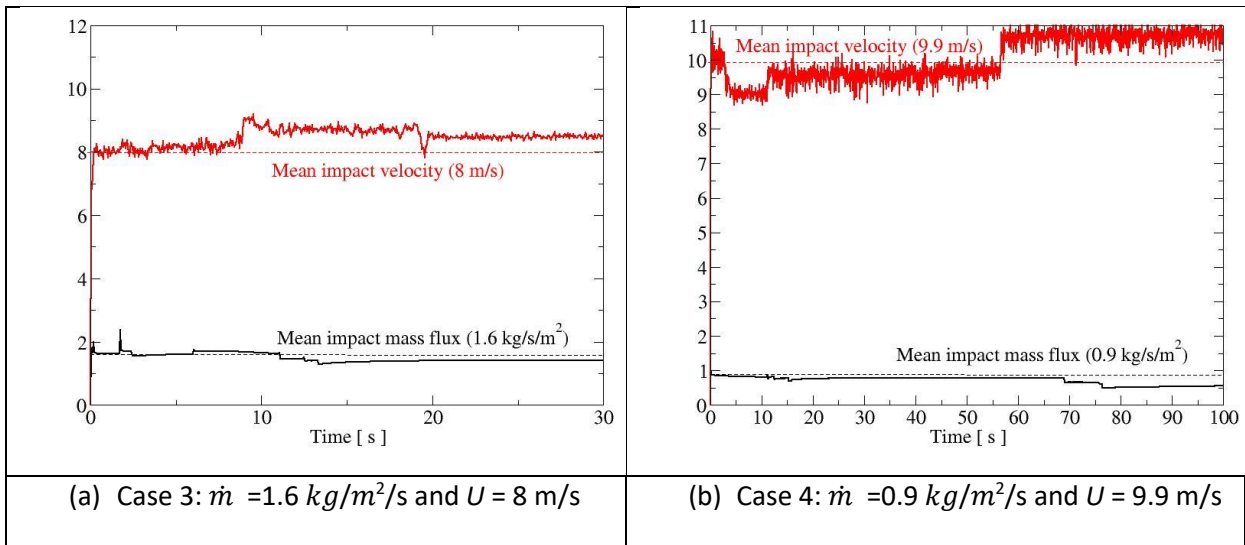 12
10
8
6
4
2
0
Mean impact velocity (8 m/s)
Mean impact mass flux (1.6 kg/s/m²)
0 10 20 30
Time [ s ]
11
10
9
8
7
6
5
4
3
2
1
0
Mean impact velocity (9.9 m/s)
Mean impact mass flux (0.9 kg/s/m²)
0 10 20 30 40 50 60 70 80 90 100
Time [ s ]
(a) Case 3: ṁ =1.6 kg/m²/s and U = 8 m/s
(b) Case 4: ṁ =0.9 kg/m²/s and U = 9.9 m/s